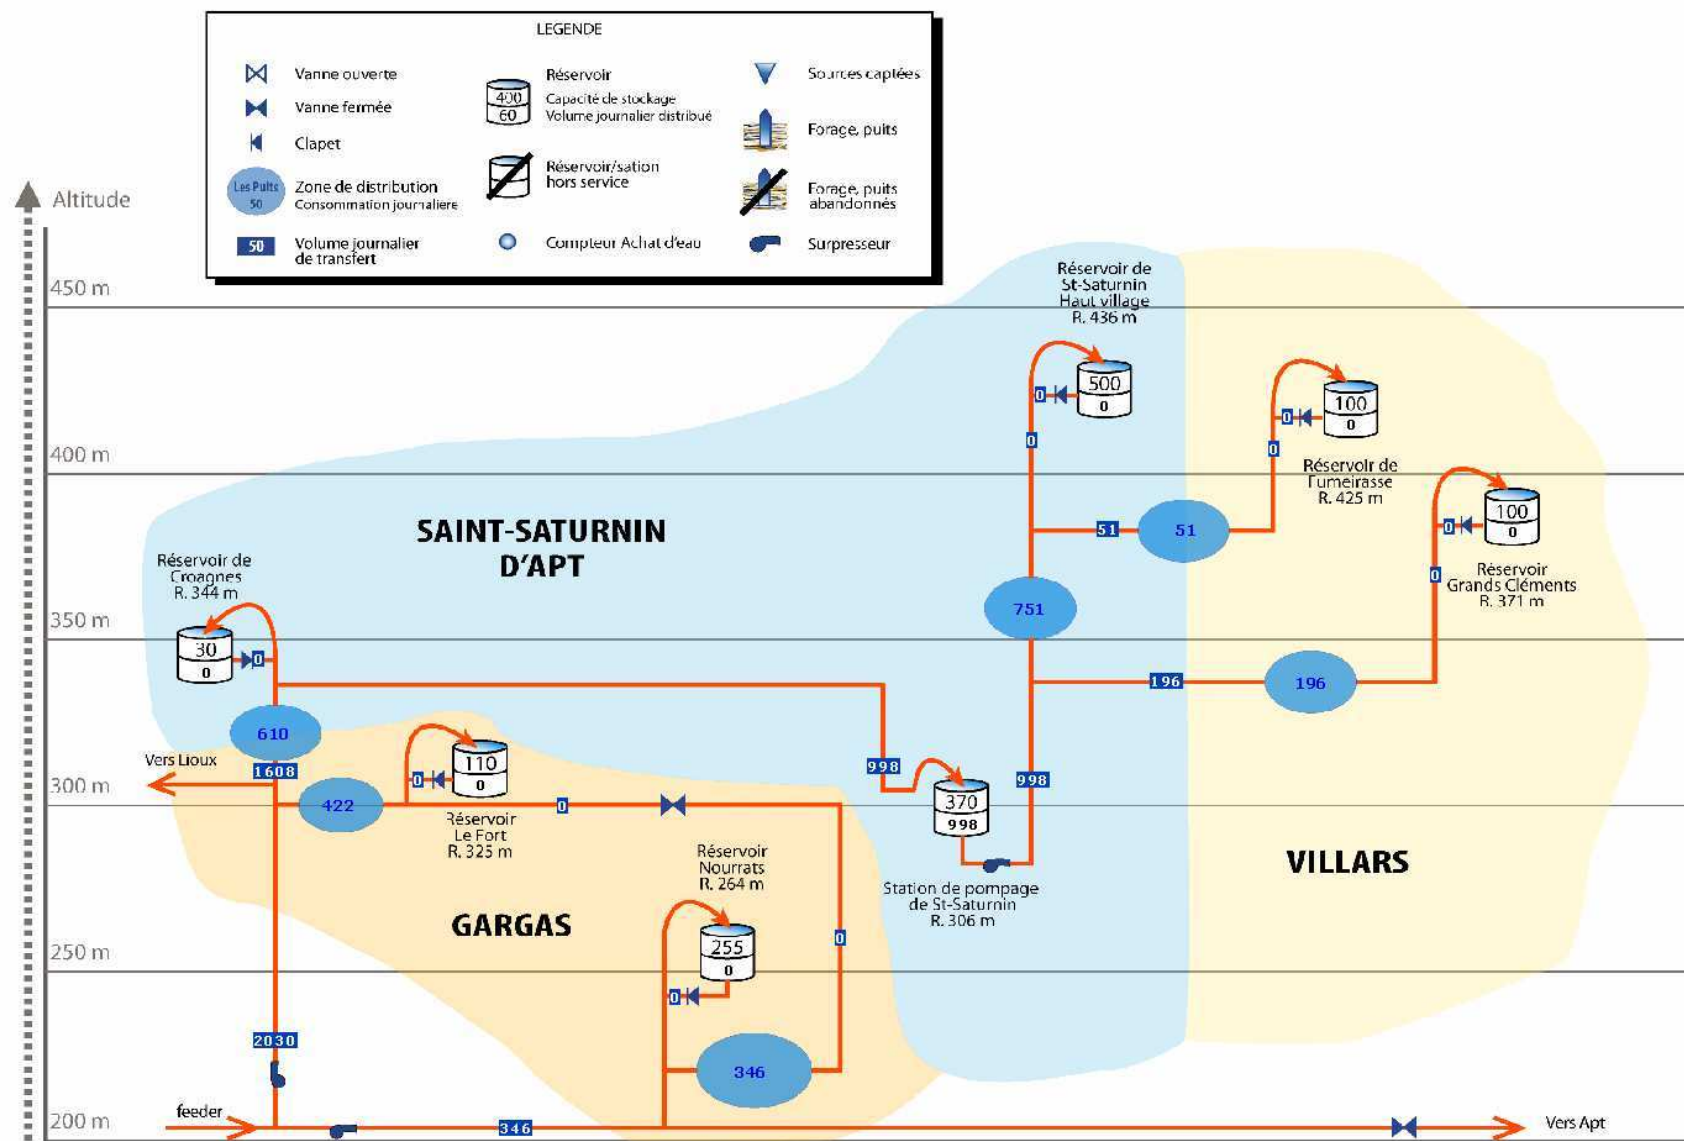 LEGENDE
Vanne ouverte
Vanne fermée
Clapet
Les Puits
50
Zone de distribution
Consommation journaliere
50
Volume journalier
de transfert
400
60
Réservoir
Capacité de stockage
Volume journalier distribué
Réservoir/sation
hors service
Compteur Achat d'eau
Sources captées
Forage, puits
Forage, puits
abandonnés
Surpresseur
Altitude
450 m
400 m
350 m
300 m
250 m
200 m
Réservoir de
St-Saturnin
Haut village
R. 436 m
500
0
0
0
100
0
0
0
Réservoir de
Fumeirasse
R. 425 m
51
51
100
0
0
0
Réservoir
Grands Cléments
R. 371 m
SAINT-SATURNIN
D'APT
Réservoir de
Croagnes
R. 344 m
30
0
0
751
196
196
610
Vers Lioux
1608
422
0
110
0
Réservoir
Le Fort
R. 325 m
0
998
370
998
998
Station de pompage
de St-Saturnin
R. 306 m
VILLARS
Réservoir
Nourrats
R. 264 m
GARGAS
255
0
0
0
2030
346
feeder
346
Vers Apt